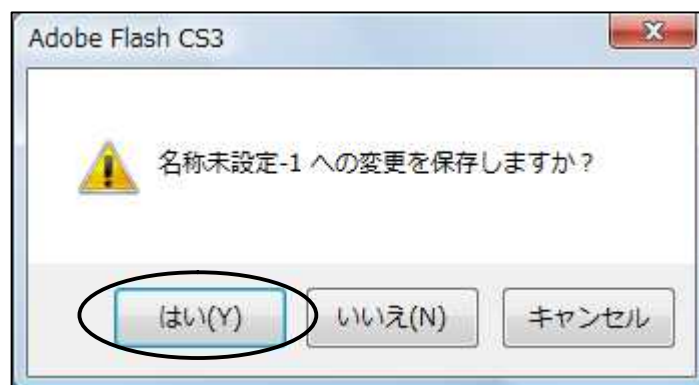 Adobe Flash CS3
名称未設定-1 への変更を保存しますか？
はい(Y) いいえ(N) キャンセル